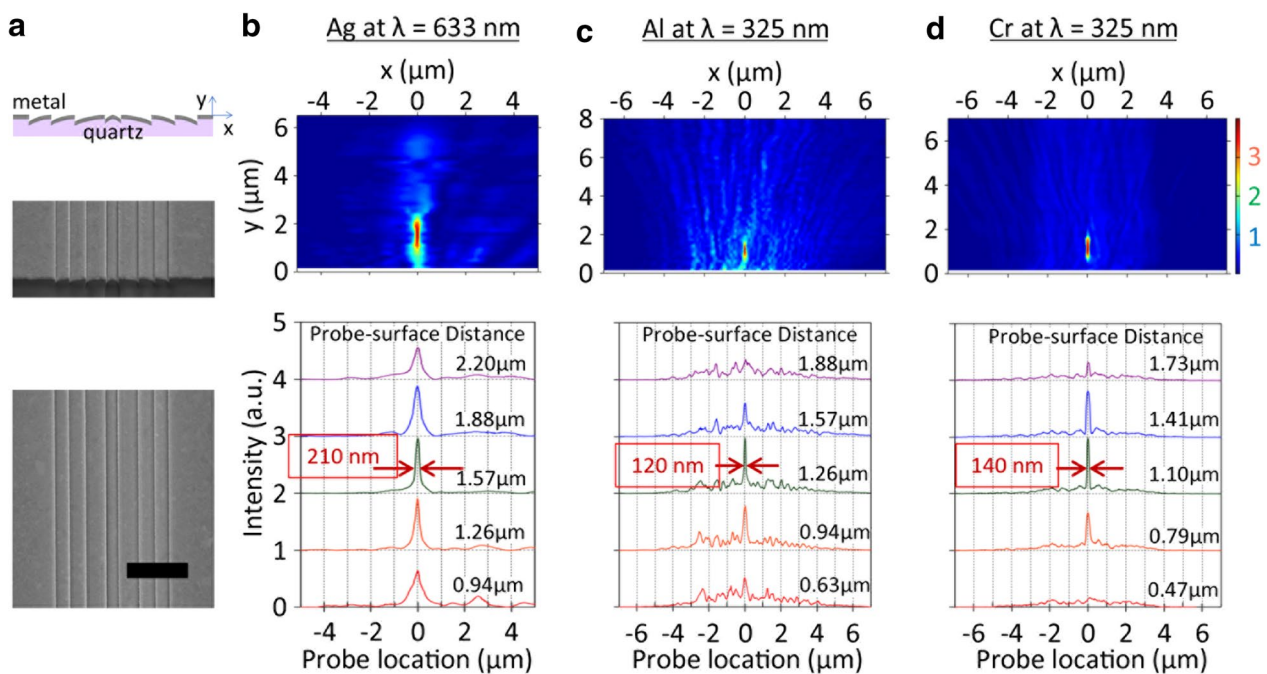 a
metal
y
x
quartz
b
Ag at λ = 633 nm
x (μm)
-4 -2 0 2 4
y (μm)
6
4
2
0
5
Probe-surface Distance
2.20μm
4
1.88μm
3
210 nm
1.57μm
2
1.26μm
1
0.94μm
0
Intensity (a.u.)
-4 -2 0 2 4
Probe location (μm)
c
Al at λ = 325 nm
x (μm)
-6 -4 -2 0 2 4 6
8
6
4
2
0
Probe-surface Distance
1.88μm
1.57μm
120 nm
1.26μm
0.94μm
0.63μm
-6 -4 -2 0 2 4 6
Probe location (μm)
d
Cr at λ = 325 nm
x (μm)
-6 -4 -2 0 2 4 6
8
6
4
2
0
3
2
1
Probe-surface Distance
1.73μm
1.41μm
140 nm
1.10μm
0.79μm
0.47μm
-6 -4 -2 0 2 4 6
Probe location (μm)